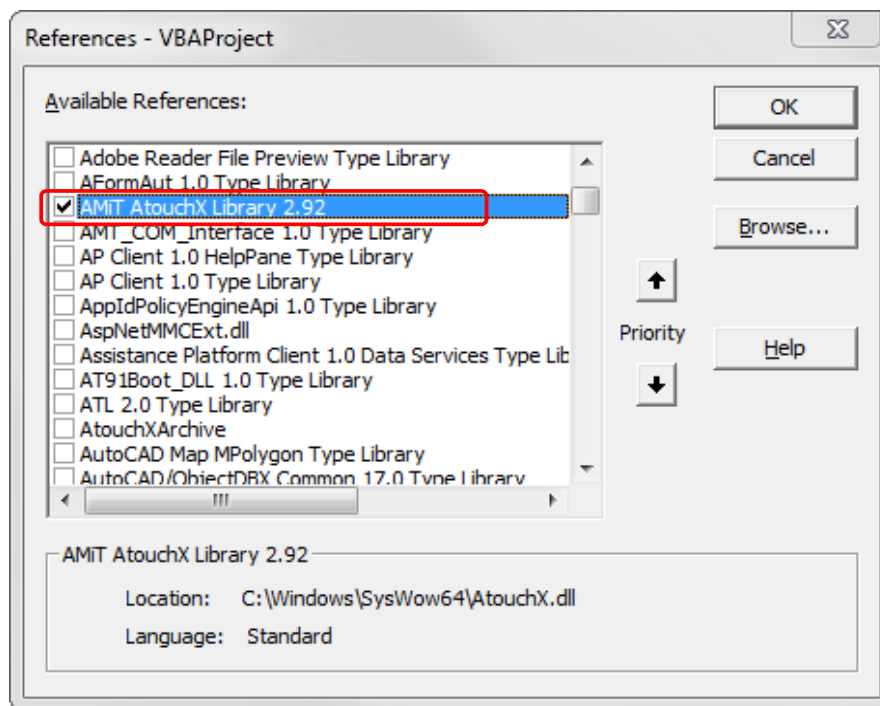 References - VBAProject
Available References:
OK
Cancel
Browse...
Priority
Help
Adobe Reader File Preview Type Library
AFormAut 1.0 Type Library
AMiT AtouchX Library 2.92
AMT_COM_Interface 1.0 Type Library
AP Client 1.0 HelpPane Type Library
AP Client 1.0 Type Library
AppIdPolicyEngineApi 1.0 Type Library
AspNetMMCExt.dll
Assistance Platform Client 1.0 Data Services Type Lib
AT91Boot_DLL 1.0 Type Library
ATL 2.0 Type Library
AtouchXArchive
AutoCAD Map MPolygon Type Library
AutoCAD/ObjectDBX Common 17.0 Type Library
AMiT AtouchX Library 2.92
Location: C:\Windows\SysWow64\AtouchX.dll
Language: Standard